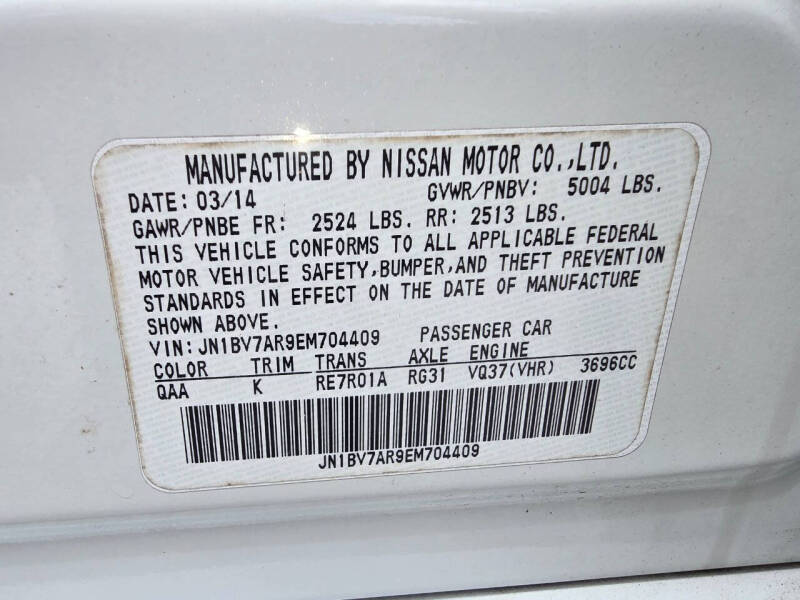 MANUFACTURED BY NISSAN MOTOR CO.,LTD.
DATE: 03/14 GVWR/PNBV: 5004 LBS.
GAWR/PNBE FR: 2524 LBS. RR: 2513 LBS.
THIS VEHICLE CONFORMS TO ALL APPLICABLE FEDERAL
MOTOR VEHICLE SAFETY,BUMPER,AND THEFT PREVENTION
STANDARDS IN EFFECT ON THE DATE OF MANUFACTURE
SHOWN ABOVE.
VIN:JN1BV7AR9EM704409 PASSENGER CAR
COLOR TRIM TRANS AXLE ENGINE
QAA K RE7R01A RG31 VQ37(VHR) 3696CC
JN1BV7AR9EM704409